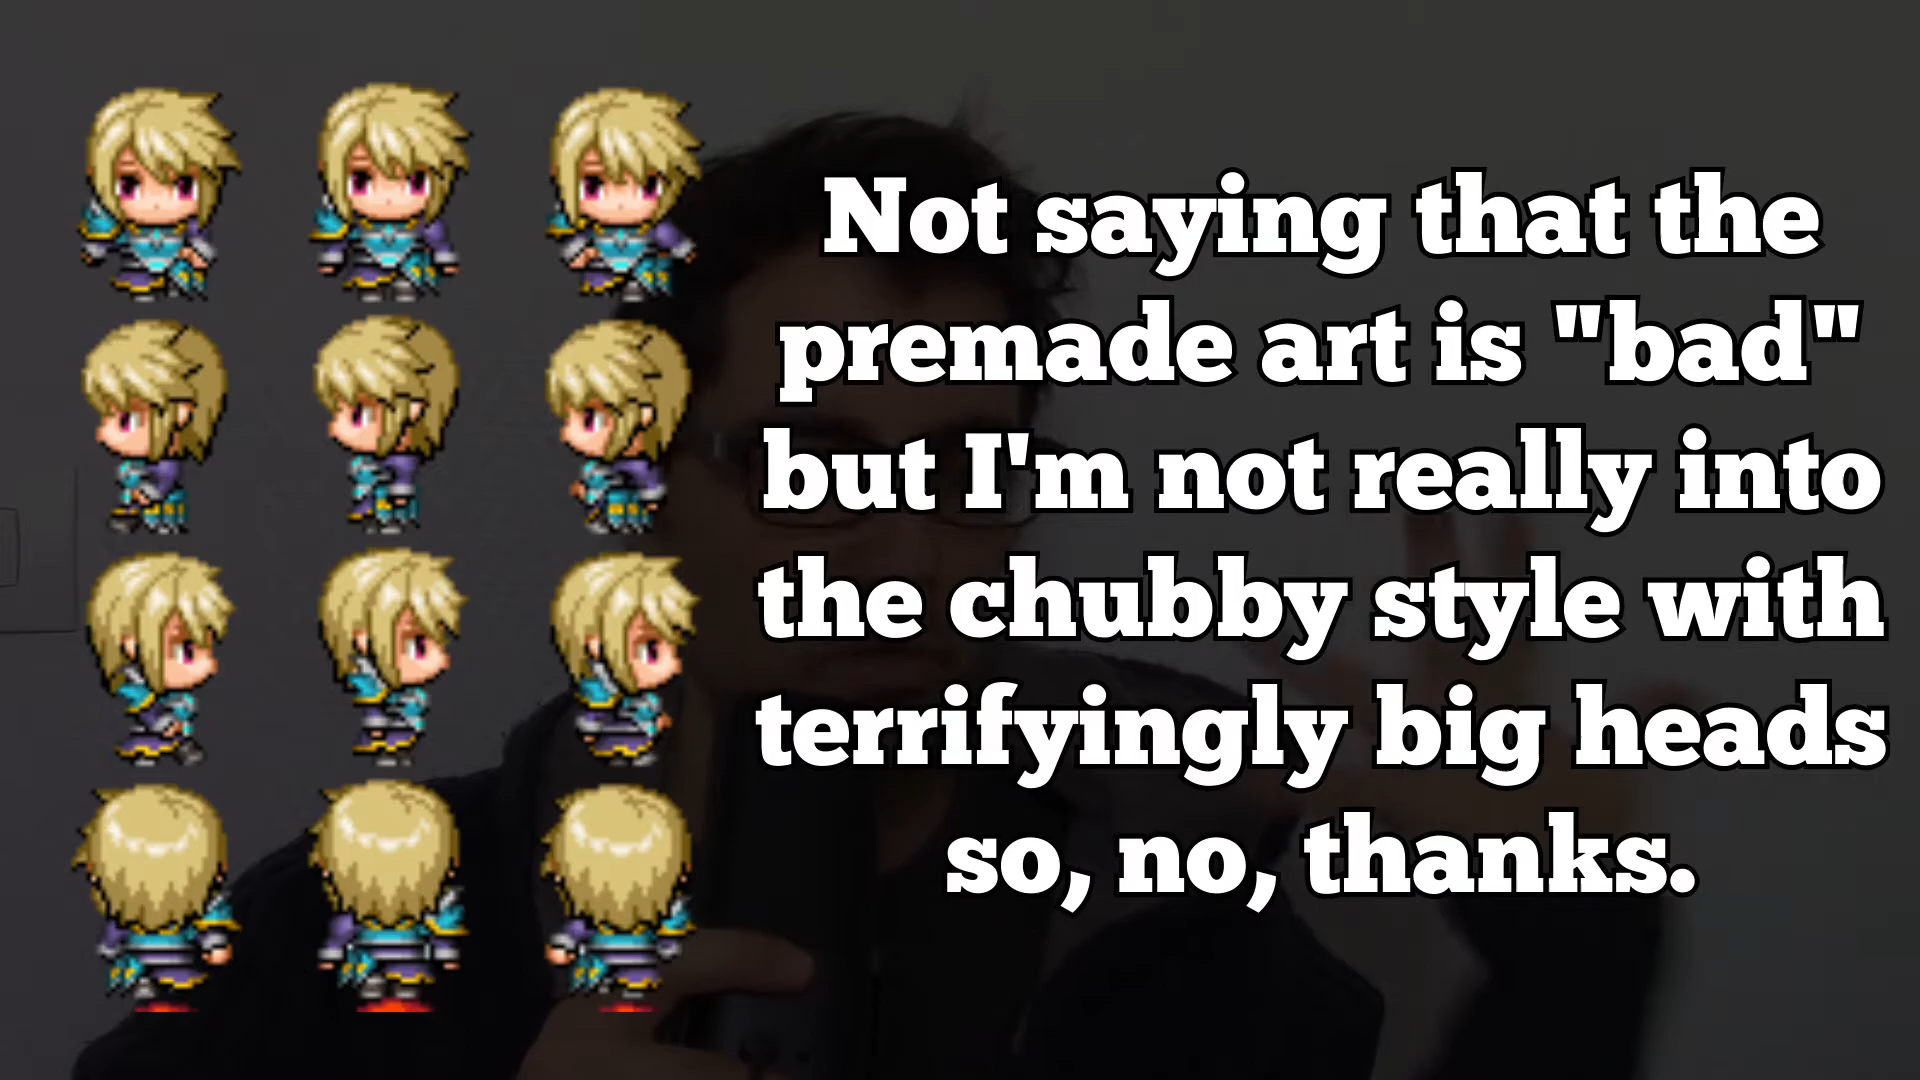 Not saying that the
premade art is "bad"
but I'm not really into
the chubby style with
terrifyingly big heads
so, no, thanks.